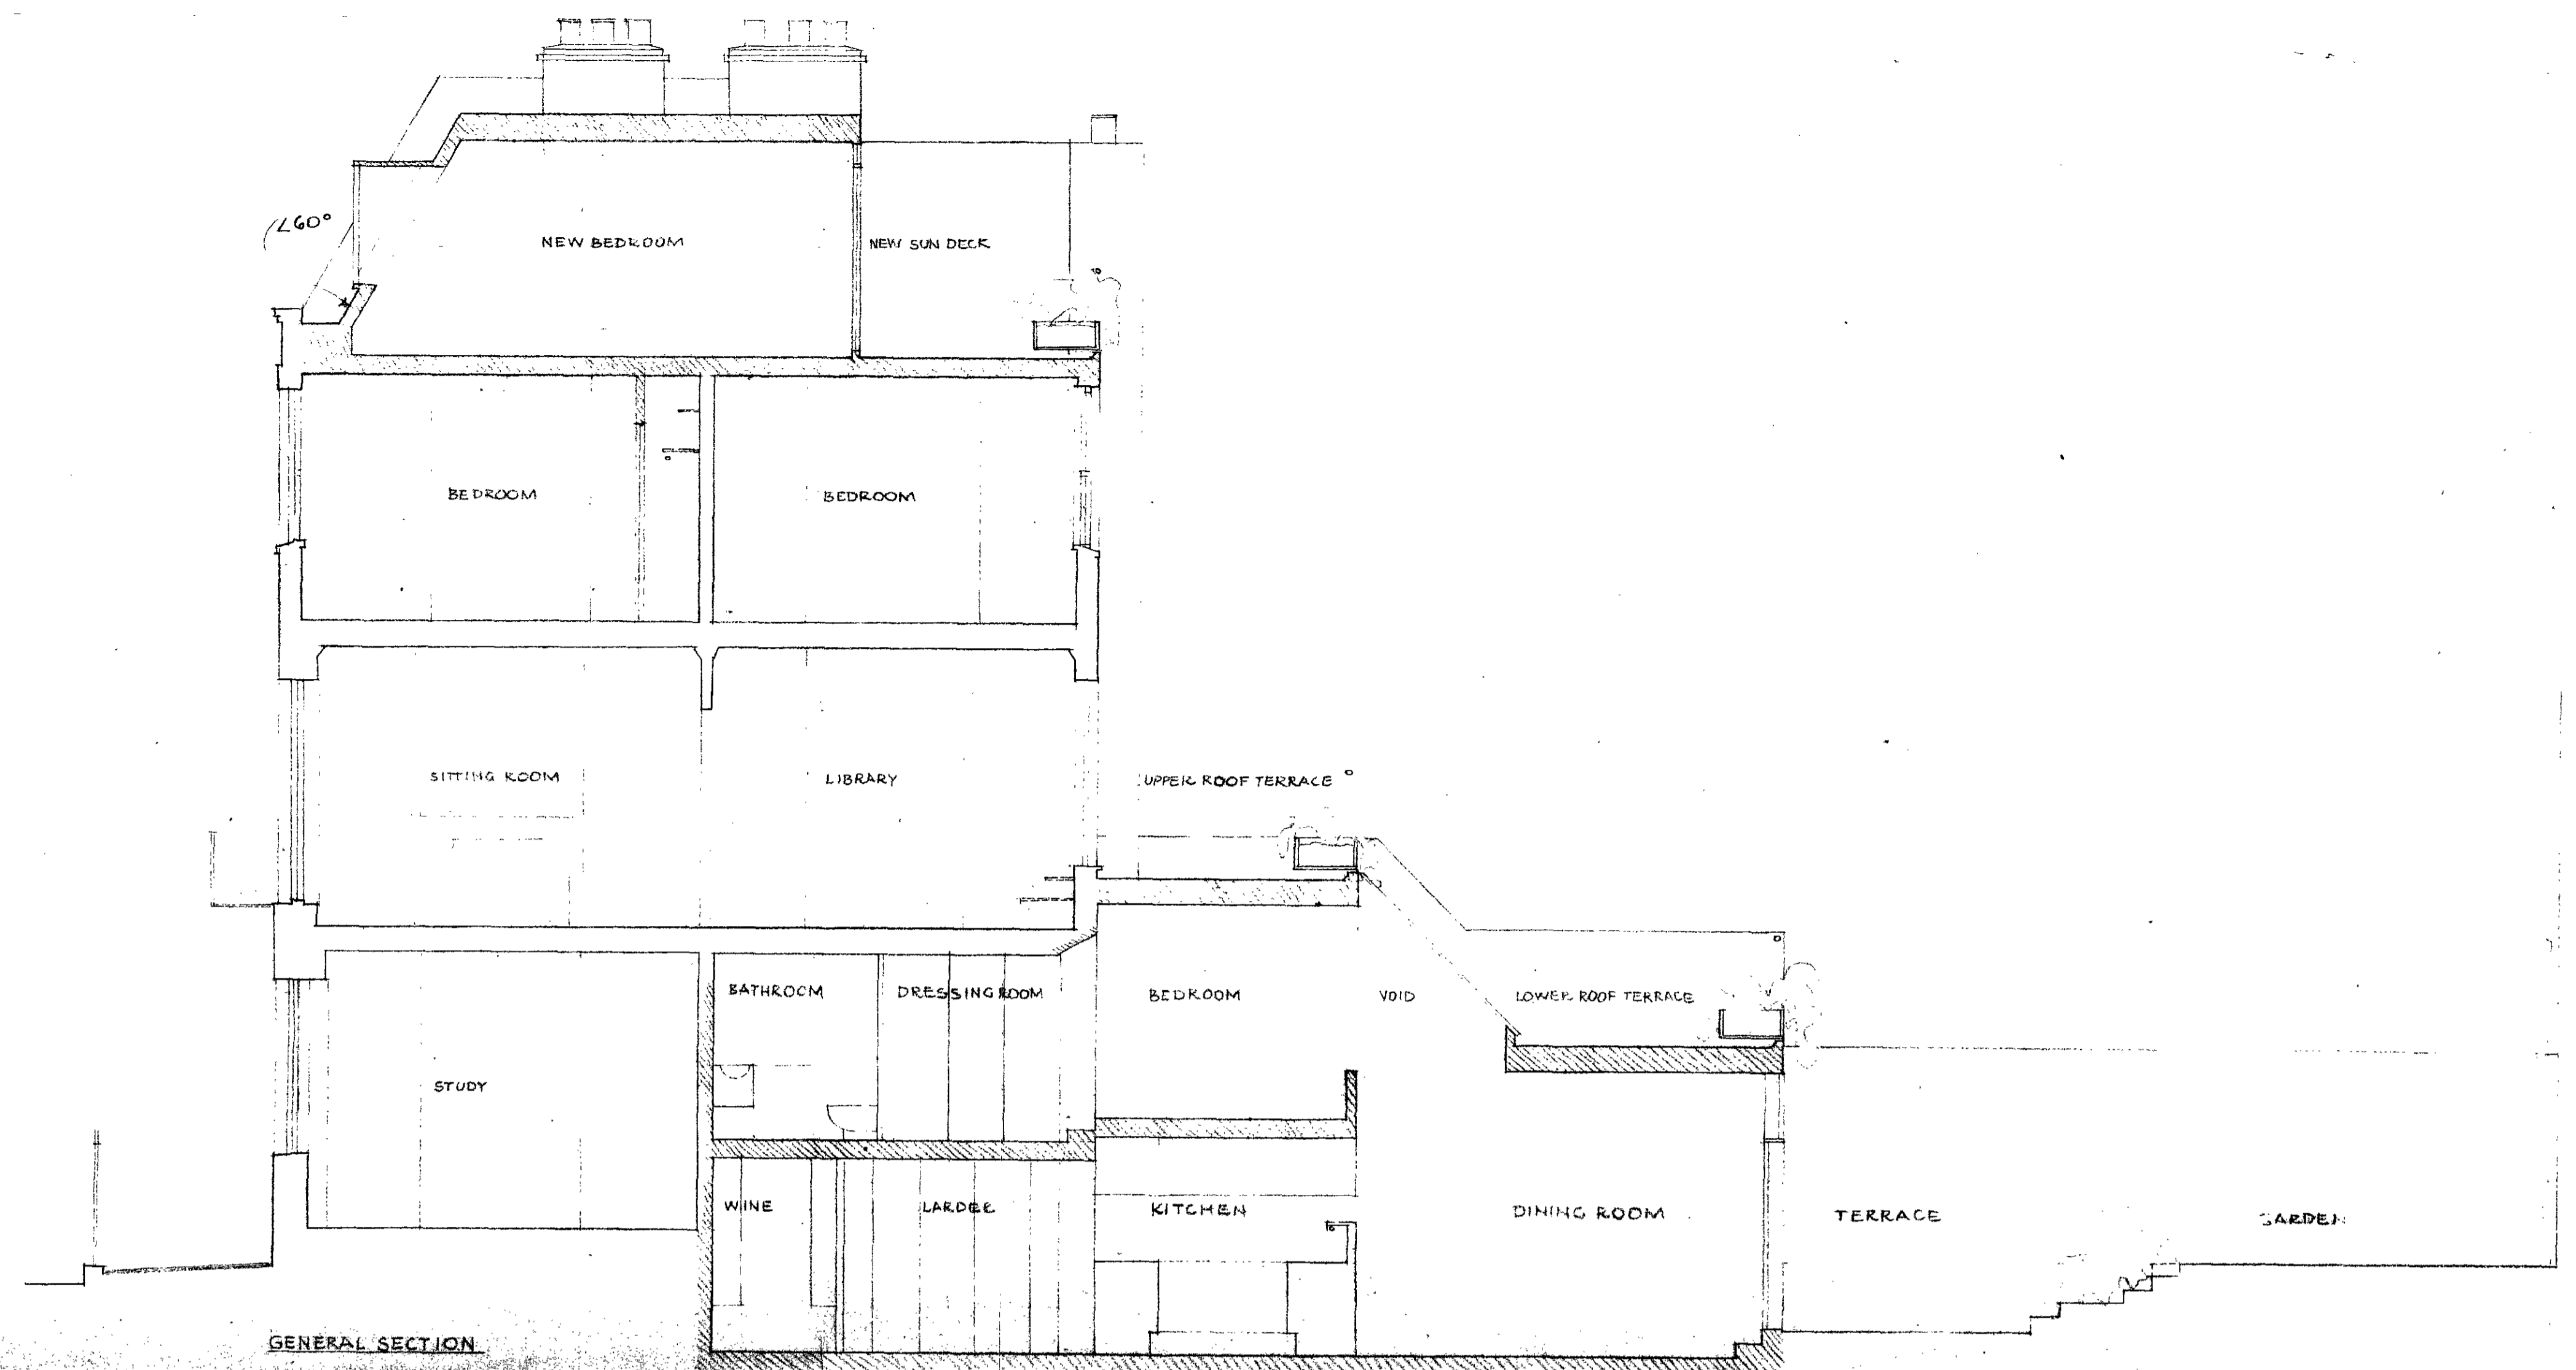 ∠60°
NEW BEDROOM
NEW SUN DECK
BEDROOM
BEDROOM
SITTING ROOM
LIBRARY
UPPER ROOF TERRACE
BATHROOM
DRESSING ROOM
BEDROOM
VOID
LOWER ROOF TERRACE
STUDY
WINE
LARDER
KITCHEN
DINING ROOM
TERRACE
GARDEN
GENERAL SECTION